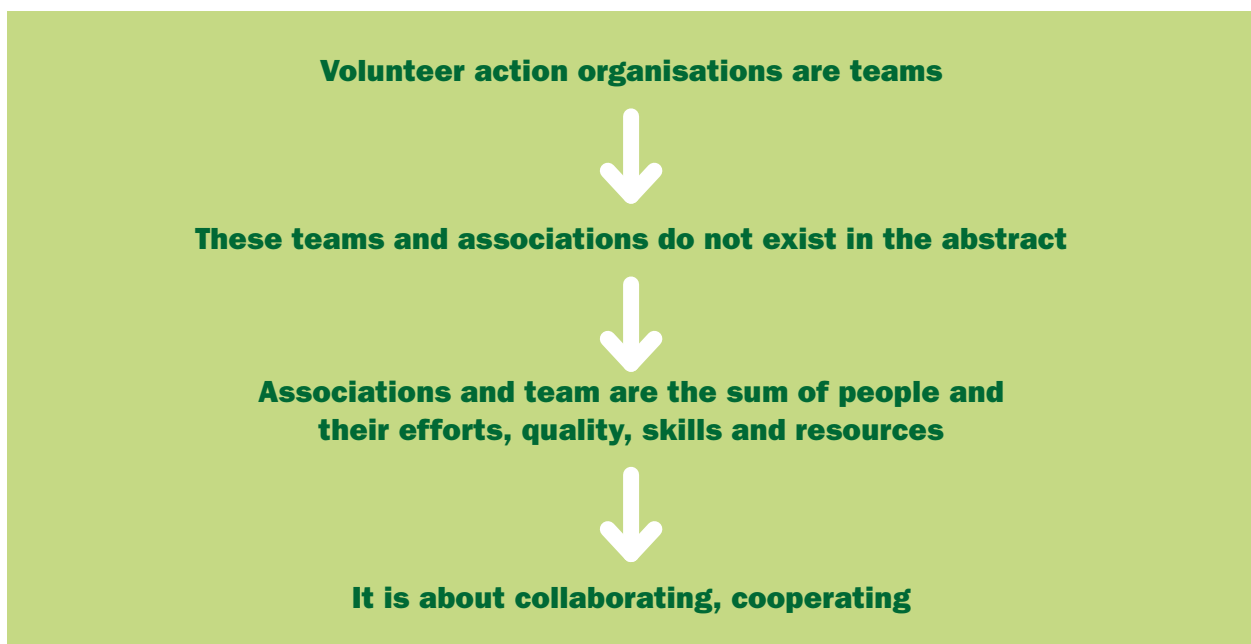 Volunteer action organisations are teams
These teams and associations do not exist in the abstract
Associations and team are the sum of people and
their efforts, quality, skills and resources
It is about collaborating, cooperating